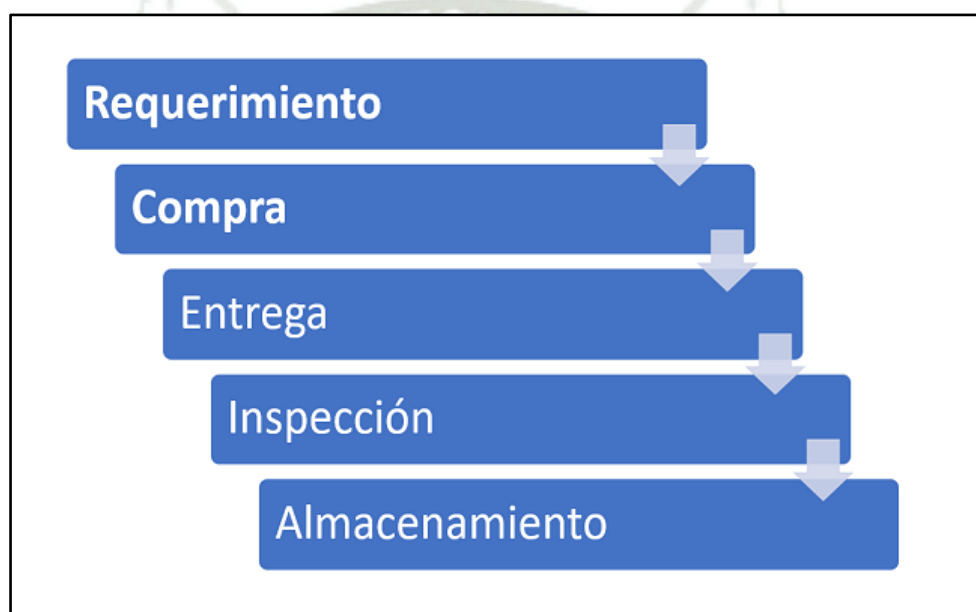 Requerimiento
Compra
Entrega
Inspección
Almacenamiento